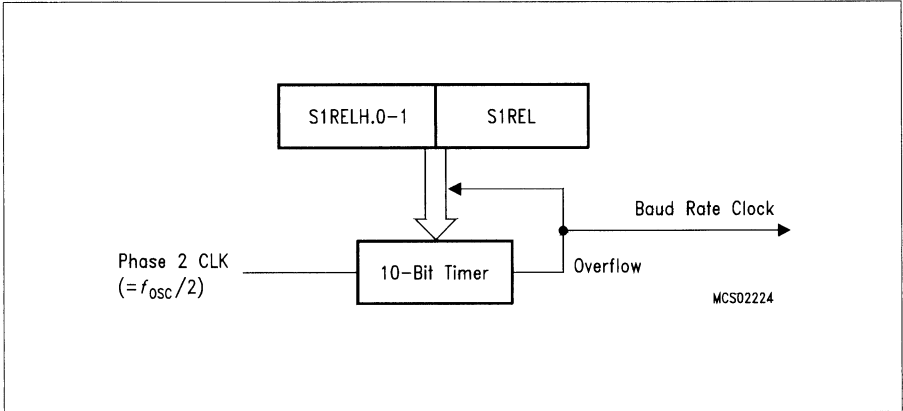 S1RELH.0-1
S1REL
Baud Rate Clock
Phase 2 CLK
(=fOSC/2)
10-Bit Timer
Overflow
MCS02224